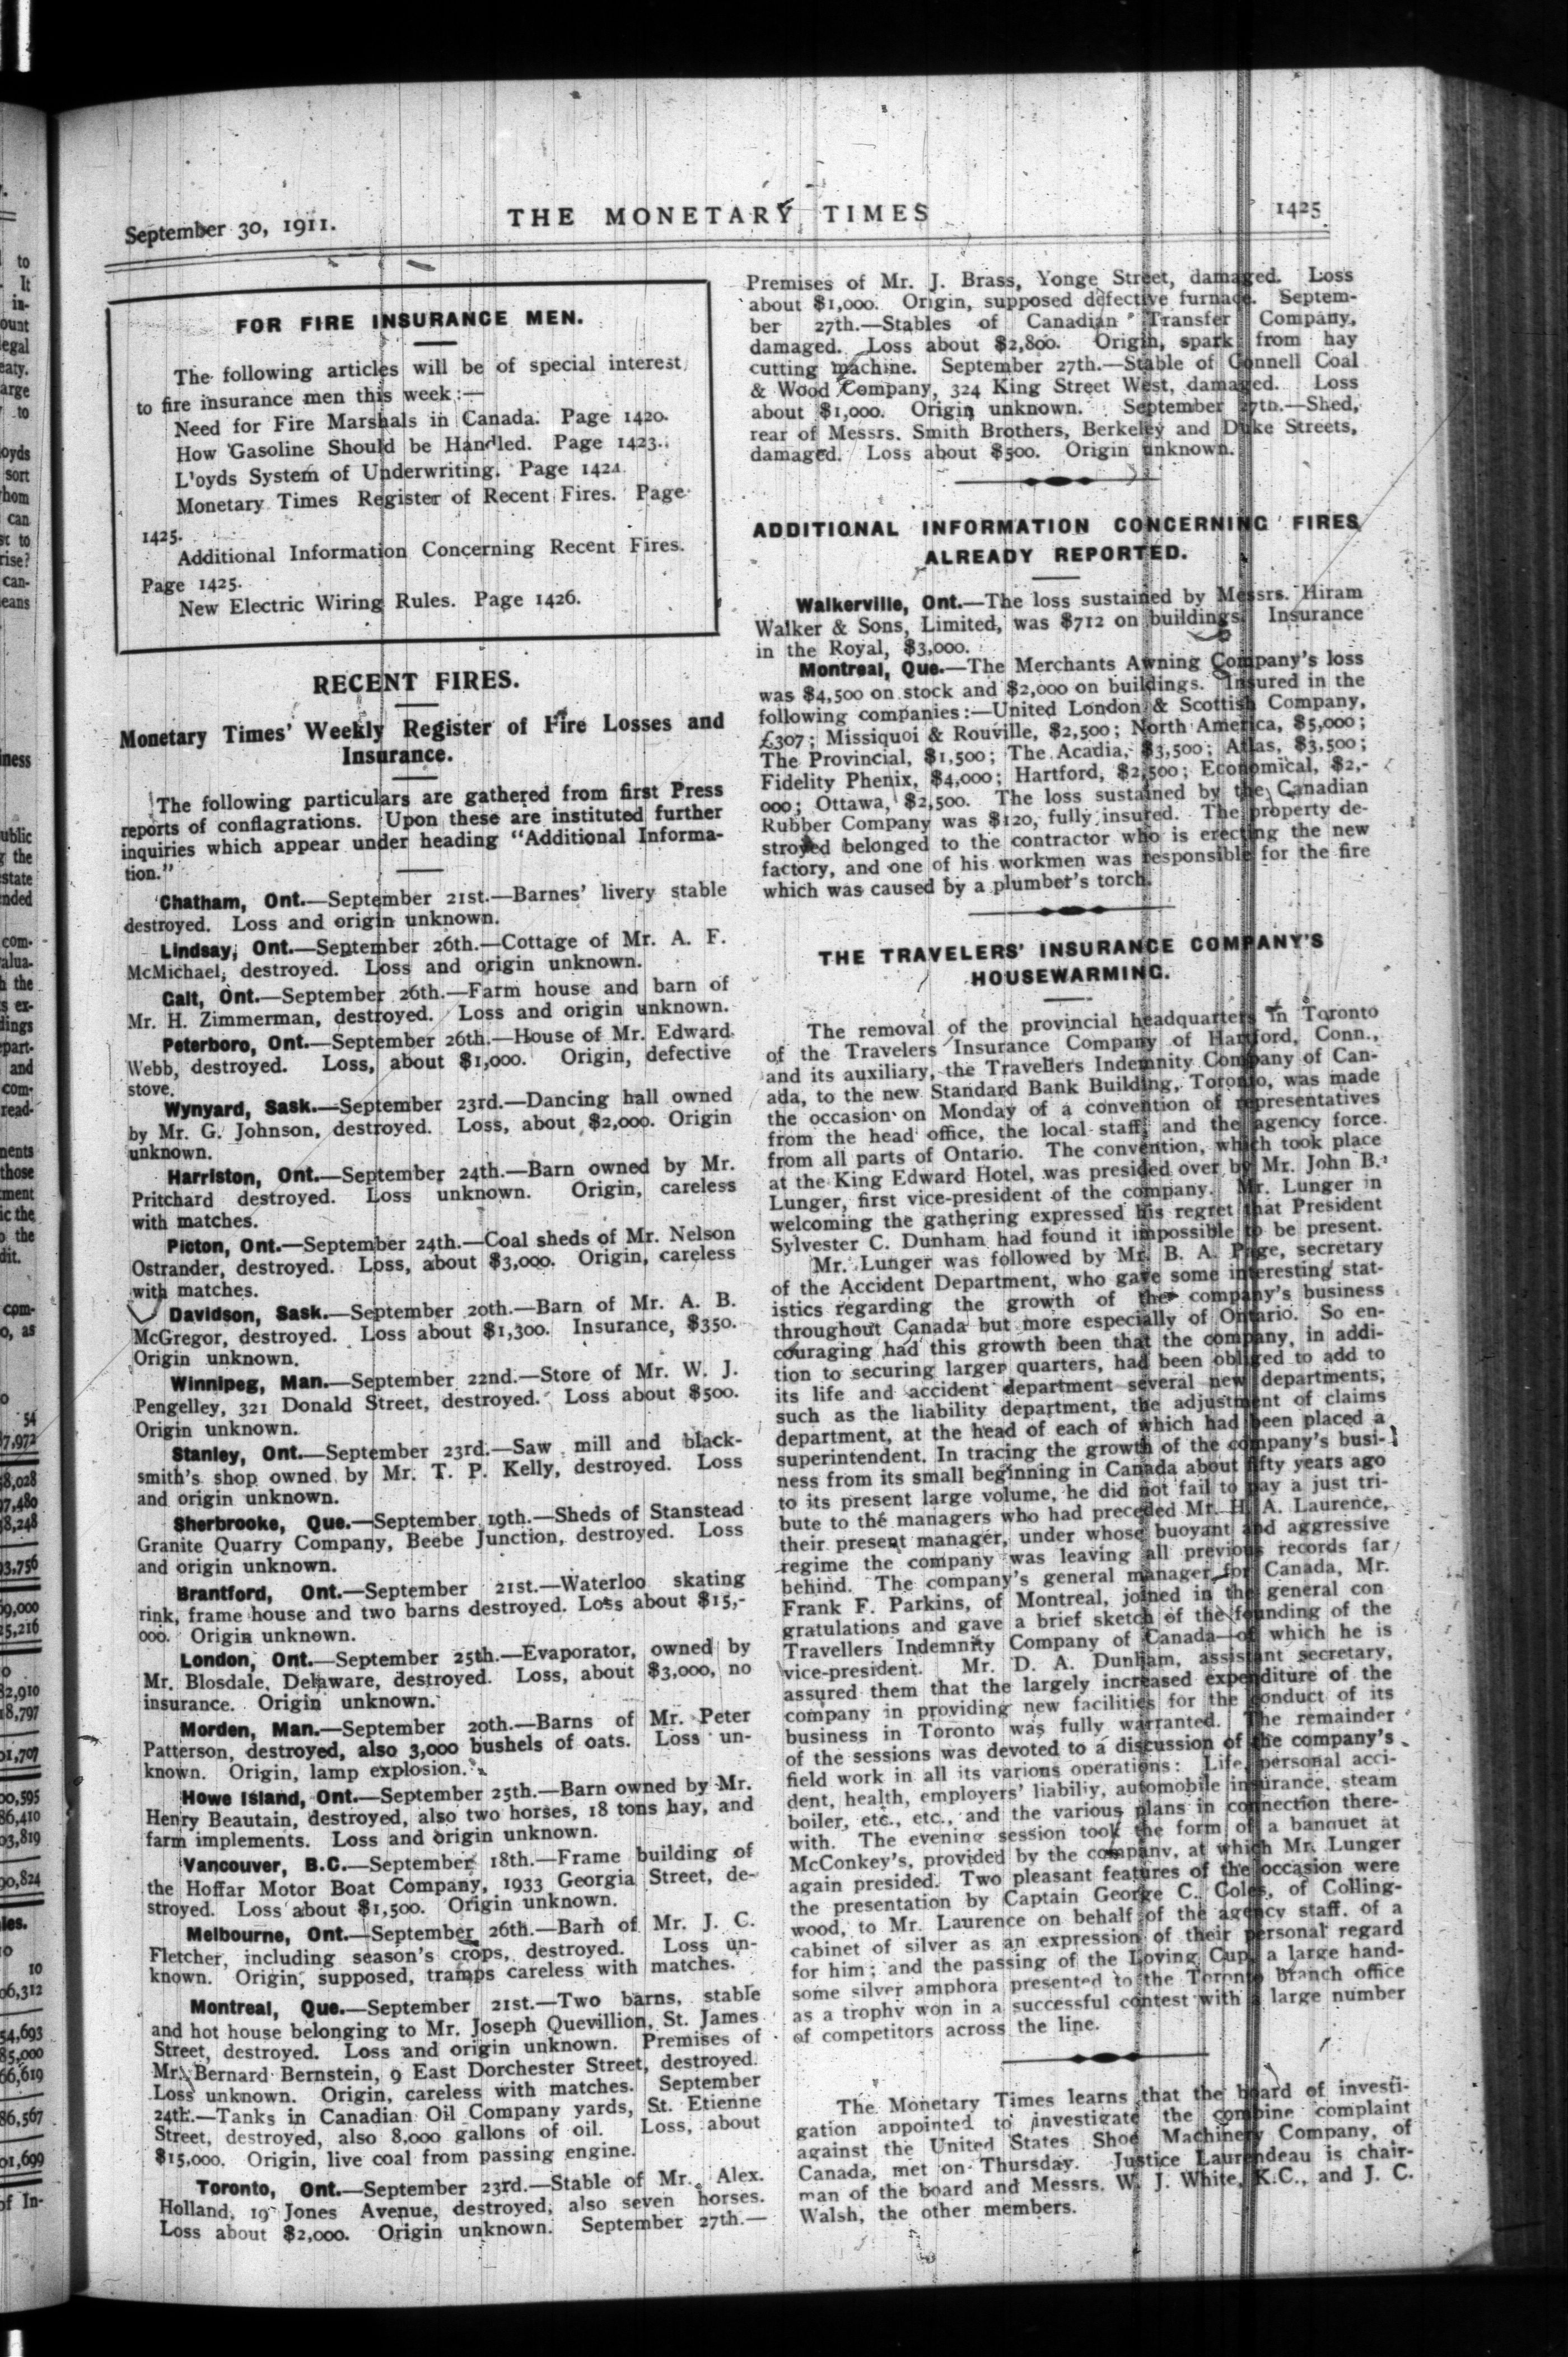 September 30, 1911.
THE MONETARY TIMES
1425
FOR FIRE INSURANCE MEN.
The following articles will be of special interest
to fire insurance men this week:—
Need for Fire Marshals in Canada. Page 1420.
How Gasoline Should be Handled. Page 1423.
L'oyds System of Underwriting. Page 1424.
Monetary Times Register of Recent Fires. Page
1425.
Additional Information Concerning Recent Fires.
Page 1425.
New Electric Wiring Rules. Page 1426.
RECENT FIRES.
Monetary Times' Weekly Register of Fire Losses and
Insurance.
The following particulars are gathered from first Press
reports of conflagrations. Upon these are instituted further
inquiries which appear under heading "Additional Informa-
tion."
Chatham, Ont.—September 21st.—Barnes' livery stable
destroyed. Loss and origin unknown.
Lindsay, Ont.—September 26th.—Cottage of Mr. A. F.
McMichael, destroyed. Loss and origin unknown.
Galt, Ont.—September 26th.—Farm house and barn of
Mr. H. Zimmerman, destroyed. Loss and origin unknown.
Peterboro, Ont.—September 26th.—House of Mr. Edward
Webb, destroyed. Loss, about $1,000. Origin, defective
stove.
Wynyard, Sask.—September 23rd.—Dancing hall owned
by Mr. G. Johnson, destroyed. Loss, about $2,000. Origin
unknown.
Harriston, Ont.—September 24th.—Barn owned by Mr.
Pritchard destroyed. Loss unknown. Origin, careless
with matches.
Picton, Ont.—September 24th.—Coal sheds of Mr. Nelson
Ostrander, destroyed. Loss, about $3,000. Origin, careless
with matches.
Davidson, Sask.—September 20th.—Barn of Mr. A. B.
McGregor, destroyed. Loss about $1,300. Insurance, $350.
Origin unknown.
Winnipeg, Man.—September 22nd.—Store of Mr. W. J.
Pengelley, 321 Donald Street, destroyed. Loss about $500.
Origin unknown.
Stanley, Ont.—September 23rd.—Saw mill and black-
smith's shop owned by Mr. T. P. Kelly, destroyed. Loss
and origin unknown.
Sherbrooke, Que.—September 19th.—Sheds of Stanstead
Granite Quarry Company, Beebe Junction, destroyed. Loss
and origin unknown.
Brantford, Ont.—September 21st.—Waterloo skating
rink, frame house and two barns destroyed. Loss about $15,-
000. Origin unknown.
London, Ont.—September 25th.—Evaporator, owned by
Mr. Blosdale, Delaware, destroyed. Loss, about $3,000, no
insurance. Origin unknown.
Morden, Man.—September 20th.—Barns of Mr. Peter
Patterson, destroyed, also 3,000 bushels of oats. Loss un-
known. Origin, lamp explosion.
Howe Island, Ont.—September 25th.—Barn owned by Mr.
Henry Beautain, destroyed, also two horses, 18 tons hay, and
farm implements. Loss and origin unknown.
Vancouver, B.C.—September 18th.—Frame building of
the Hoffar Motor Boat Company, 1933 Georgia Street, de-
stroyed. Loss about $1,500. Origin unknown.
Melbourne, Ont.—September 26th.—Barn of Mr. J. C.
Fletcher, including season's crops, destroyed. Loss un-
known. Origin, supposed, tramps careless with matches.
Montreal, Que.—September 21st.—Two barns, stable
and hot house belonging to Mr. Joseph Quevillion, St. James
Street, destroyed. Loss and origin unknown. Premises of
Mr. Bernard Bernstein, 9 East Dorchester Street, destroyed.
Loss unknown. Origin, careless with matches. September
24th.—Tanks in Canadian Oil Company yards, St. Etienne
Street, destroyed, also 8,000 gallons of oil. Loss, about
$15,000. Origin, live coal from passing engine.
Toronto, Ont.—September 23rd.—Stable of Mr. Alex.
Holland, 19 Jones Avenue, destroyed, also seven horses.
Loss about $2,000. Origin unknown. September 27th.—
Premises of Mr. J. Brass, Yonge Street, damaged. Loss
about $1,000. Origin, supposed defective furnace. Septem-
ber 27th.—Stables of Canadian Transfer Company,
damaged. Loss about $2,800. Origin, spark from hay
cutting machine. September 27th.—Stable of Connell Coal
& Wood Company, 324 King Street West, damaged. Loss
about $1,000. Origin unknown. September 27th.—Shed,
rear of Messrs. Smith Brothers, Berkeley and Duke Streets,
damaged. Loss about $500. Origin unknown.
ADDITIONAL INFORMATION CONCERNING FIRES
ALREADY REPORTED.
Walkerville, Ont.—The loss sustained by Messrs. Hiram
Walker & Sons, Limited, was $712 on buildings. Insurance
in the Royal, $3,000.
Montreal, Que.—The Merchants Awning Company's loss
was $4,500 on stock and $2,000 on buildings. Insured in the
following companies:—United London & Scottish Company,
£307; Missiquoi & Rouville, $2,500; North America, $5,000;
The Provincial, $1,500; The Acadia, $3,500; Atlas, $3,500;
Fidelity Phenix, $4,000; Hartford, $2,500; Economical, $2,-
000; Ottawa, $2,500. The loss sustained by the Canadian
Rubber Company was $120, fully insured. The property de-
stroyed belonged to the contractor who is erecting the new
factory, and one of his workmen was responsible for the fire
which was caused by a plumber's torch.
THE TRAVELERS' INSURANCE COMPANY'S
HOUSEWARMING.
The removal of the provincial headquarters in Toronto
of the Travelers Insurance Company of Hartford, Conn.,
and its auxiliary, the Travellers Indemnity Company of Can-
ada, to the new Standard Bank Building, Toronto, was made
the occasion on Monday of a convention of representatives
from the head office, the local staff and the agency force
from all parts of Ontario. The convention, which took place
at the King Edward Hotel, was presided over by Mr. John B.
Lunger, first vice-president of the company. Mr. Lunger in
welcoming the gathering expressed his regret that President
Sylvester C. Dunham had found it impossible to be present.
Mr. Lunger was followed by Mr. B. A. Page, secretary
of the Accident Department, who gave some interesting stat-
istics regarding the growth of the company's business
throughout Canada but more especially of Ontario. So en-
couraging had this growth been that the company, in addi-
tion to securing larger quarters, had been obliged to add to
its life and accident department several new departments,
such as the liability department, the adjustment of claims
department, at the head of each of which had been placed a
superintendent. In tracing the growth of the company's busi-
ness from its small beginning in Canada about fifty years ago
to its present large volume, he did not fail to pay a just tri-
bute to the managers who had preceded Mr. H. A. Laurence,
their present manager, under whose buoyant and aggressive
regime the company was leaving all previous records far
behind. The company's general manager for Canada, Mr.
Frank F. Parkins, of Montreal, joined in the general con
gratulations and gave a brief sketch of the founding of the
Travellers Indemnity Company of Canada—of which he is
vice-president. Mr. D. A. Dunham, assistant secretary,
assured them that the largely increased expenditure of the
company in providing new facilities for the conduct of its
business in Toronto was fully warranted. The remainder
of the sessions was devoted to a discussion of the company's
field work in all its various operations: Life, personal acci-
dent, health, employers' liabiliy, automobile insurance, steam
boiler, etc., etc., and the various plans in connection there-
with. The evening session took the form of a banquet at
McConkey's, provided by the company, at which Mr. Lunger
again presided. Two pleasant features of the occasion were
the presentation by Captain George C. Coles, of Colling-
wood, to Mr. Laurence on behalf of the agency staff, of a
cabinet of silver as an expression of their personal regard
for him; and the passing of the Loving Cup, a large hand-
some silver amphora presented to the Toronto branch office
as a trophy won in a successful contest with a large number
of competitors across the line.
The Monetary Times learns that the board of investi-
gation appointed to investigate the combine complaint
against the United States Shoe Machinery Company, of
Canada, met on Thursday. Justice Laurendeau is chair-
man of the board and Messrs. W. J. White, K.C., and J. C.
Walsh, the other members.